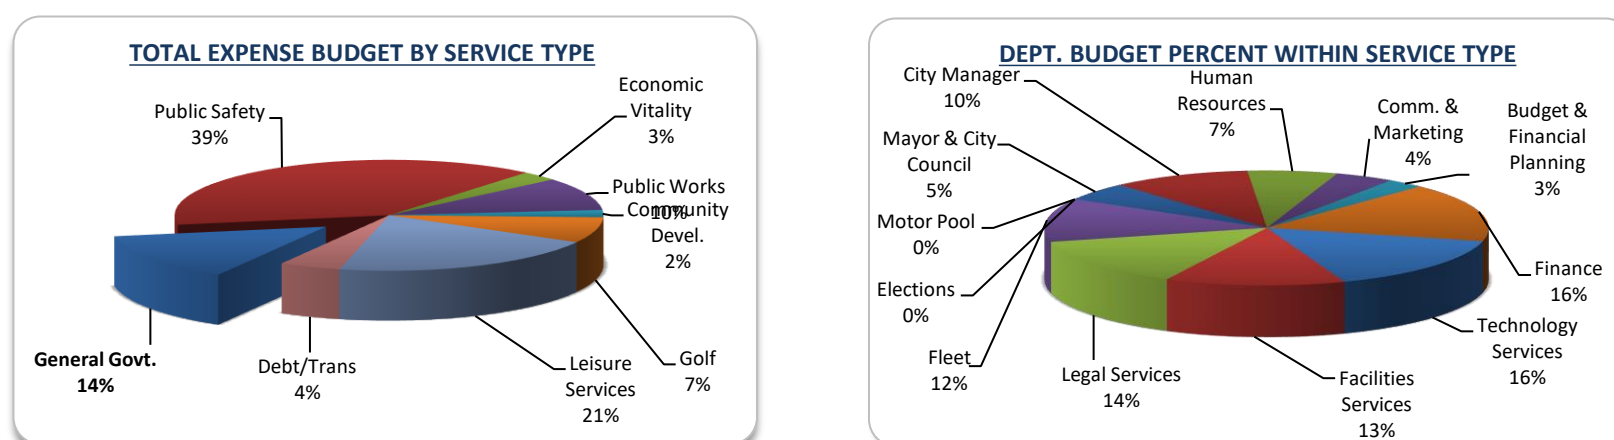 TOTAL EXPENSE BUDGET BY SERVICE TYPE
Public Safety
39%
Economic
Vitality
3%
Public Works
10%
Community
Devel.
2%
Golf
7%
Leisure
Services
21%
Debt/Trans
4%
General Govt.
14%
DEPT. BUDGET PERCENT WITHIN SERVICE TYPE
City Manager
10%
Human
Resources
7%
Comm. &
Marketing
4%
Budget &
Financial
Planning
3%
Mayor & City
Council
5%
Motor Pool
0%
Elections
0%
Fleet
12%
Legal Services
14%
Facilities
Services
13%
Technology
Services
16%
Finance
16%